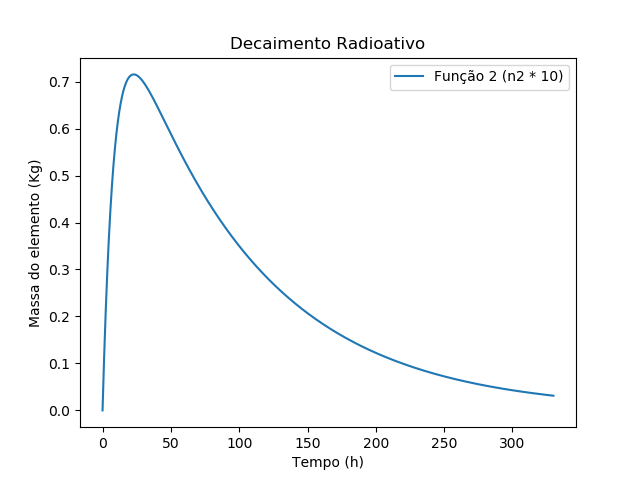 Decaimento Radioativo
Função 2 (n2 * 10)
Massa do elemento (Kg)
0.7
0.6
0.5
0.4
0.3
0.2
0.1
0.0
0 50 100 150 200 250 300
Tempo (h)